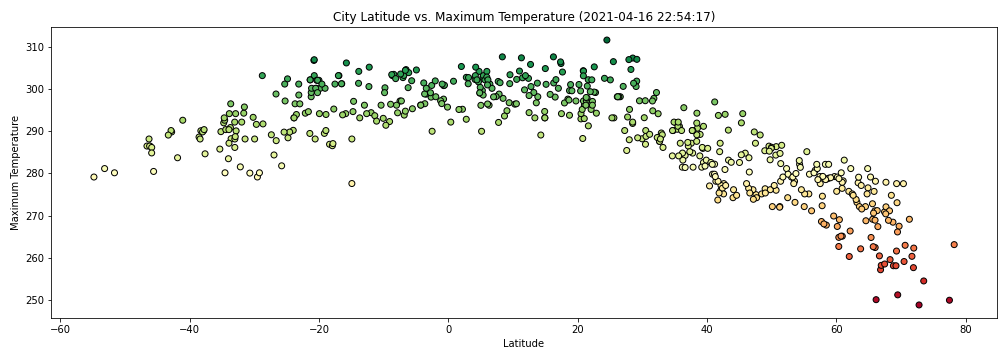 City Latitude vs. Maximum Temperature (2021-04-16 22:54:17)
Maximum Temperature
310
300
290
280
270
260
250
−60 −40 −20 0 20 40 60 80
Latitude